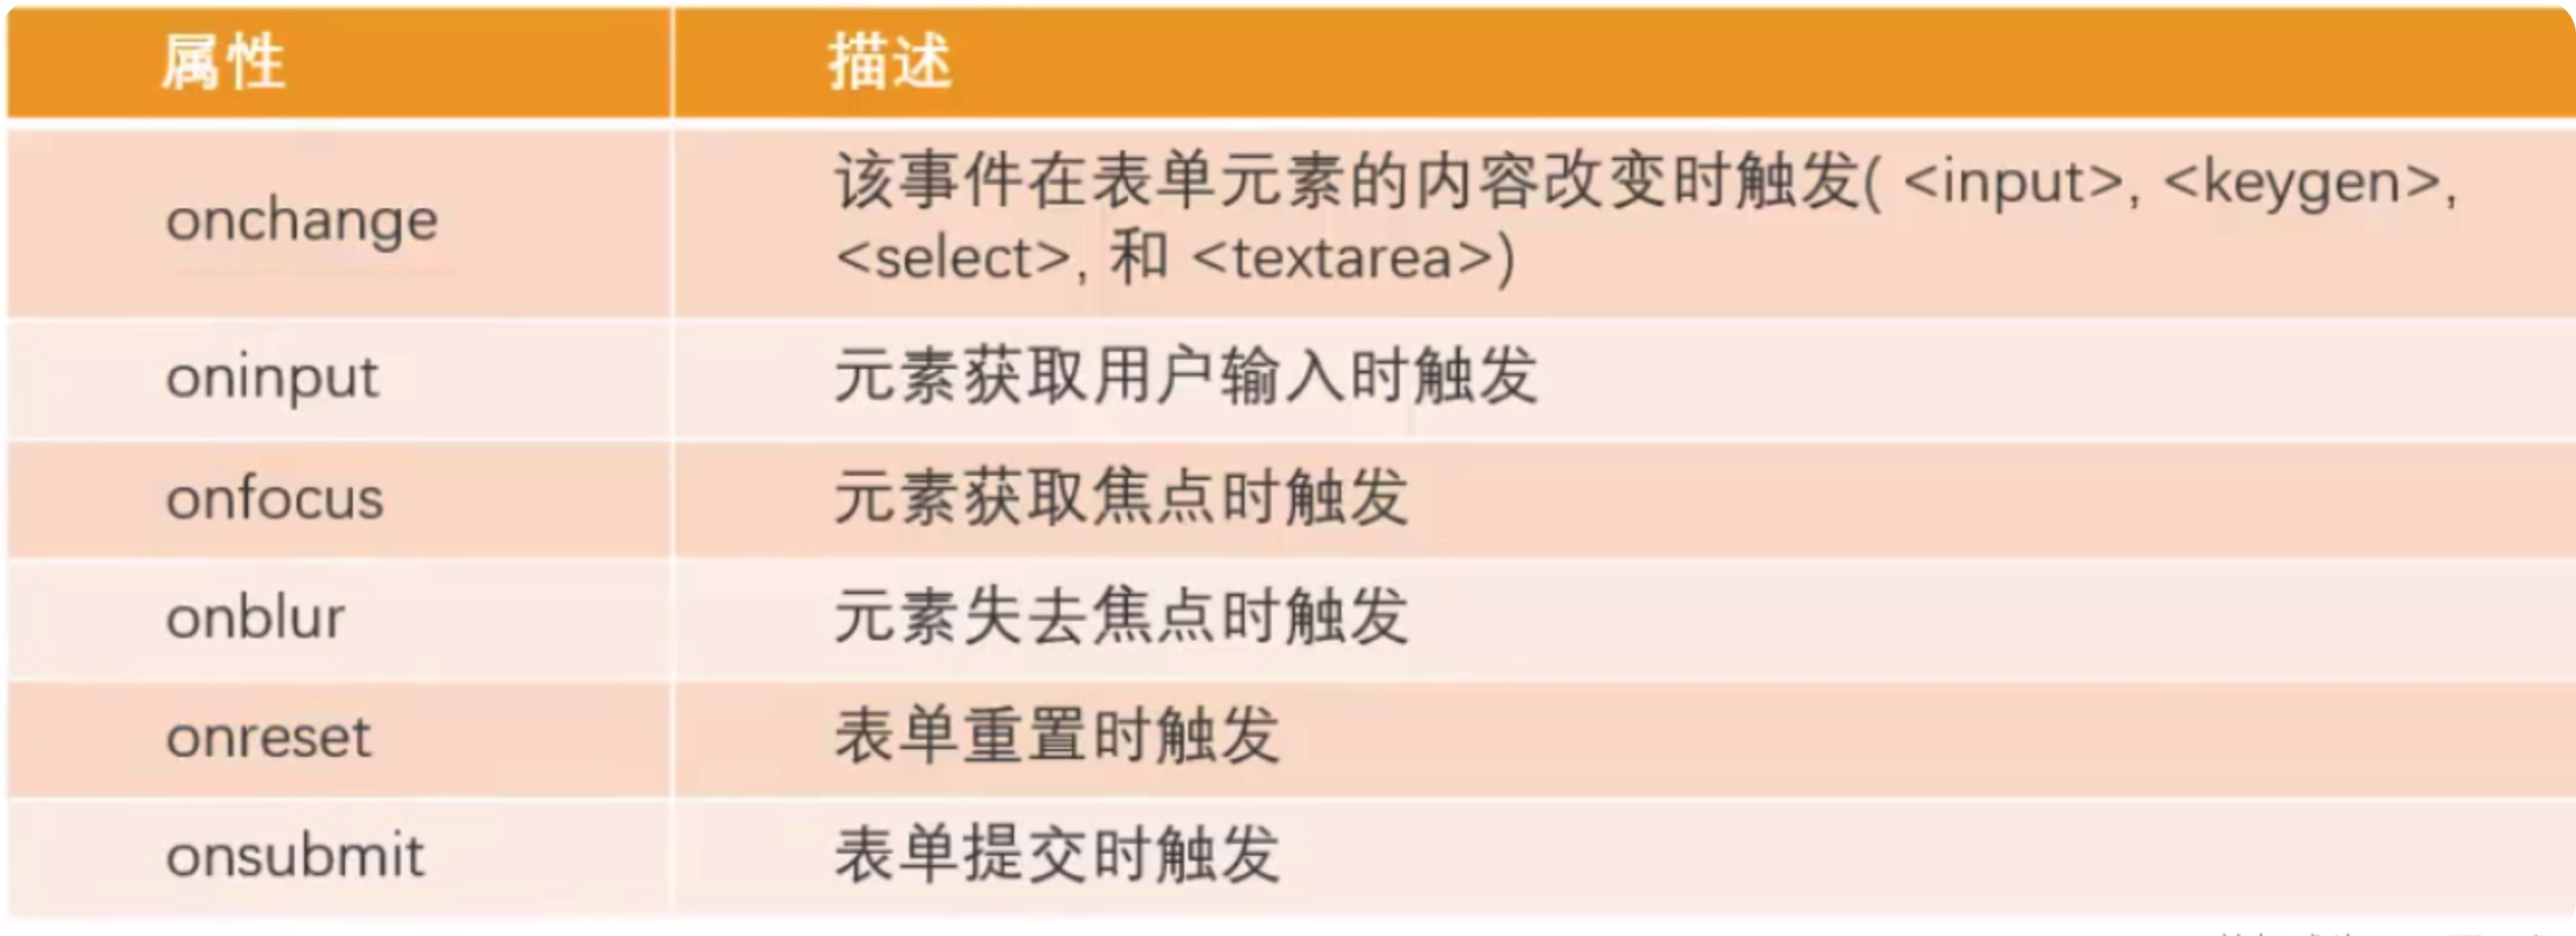 属性 描述
onchange 该事件在表单元素的内容改变时触发( <input>, <keygen>,
<select>, 和 <textarea>)
oninput 元素获取用户输入时触发
onfocus 元素获取焦点时触发
onblur 元素失去焦点时触发
onreset 表单重置时触发
onsubmit 表单提交时触发